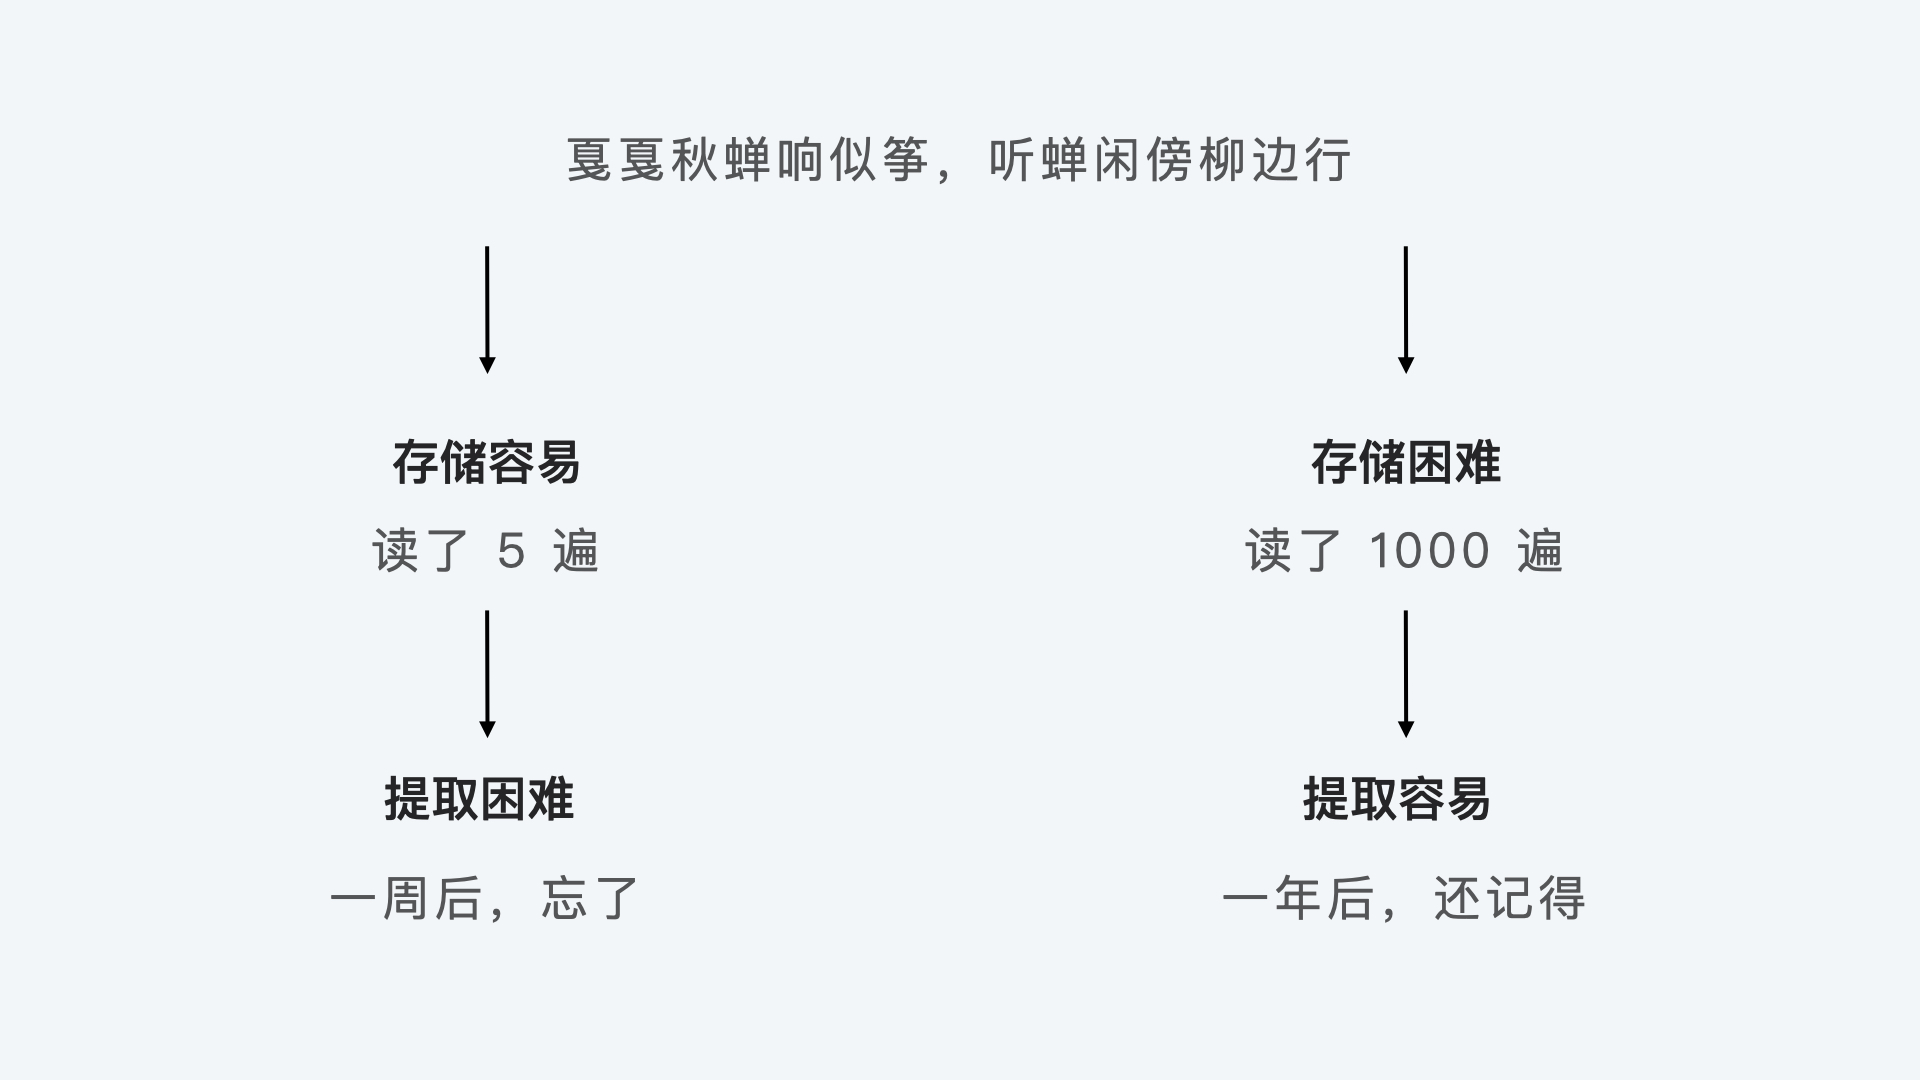 戛戛秋蝉响似筝，听蝉闲傍柳边行
存储容易
读了 5 遍
提取困难
一周后，忘了
存储困难
读了 1000 遍
提取容易
一年后，还记得